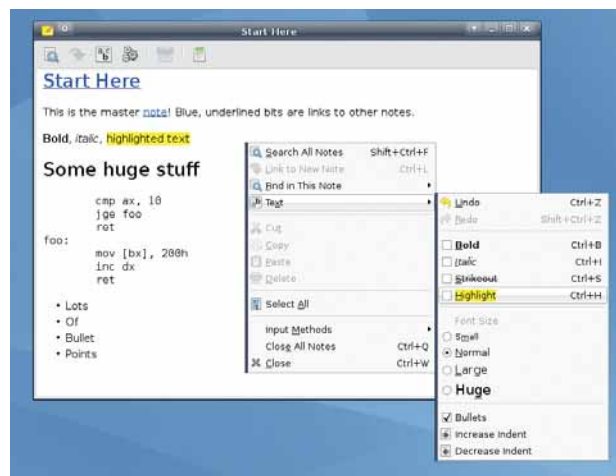 Start Here
Start Here
This is the master note! Blue, underlined bits are links to other notes.
Bold, italic, highlighted text
Some huge stuff
cmp ax, 10
jge foo
ret
foo:
mov [bx], 200h
inc dx
ret
• Lots
• Of
• Bullet
• Points
Search All Notes Shift+Ctrl+F
Link to New Note Ctrl+L
Find in This Note
Text
Cut
Copy
Paste
Delete
Select All
Input Methods
Close All Notes Ctrl+Q
Close Ctrl+W
Undo Ctrl+Z
Redo Shift+Ctrl+Z
Bold Ctrl+B
Italic Ctrl+I
Strikeout Ctrl+S
Highlight Ctrl+H
Font Size
Small
Normal
Large
Huge
Bullets
Increase Indent
Decrease Indent